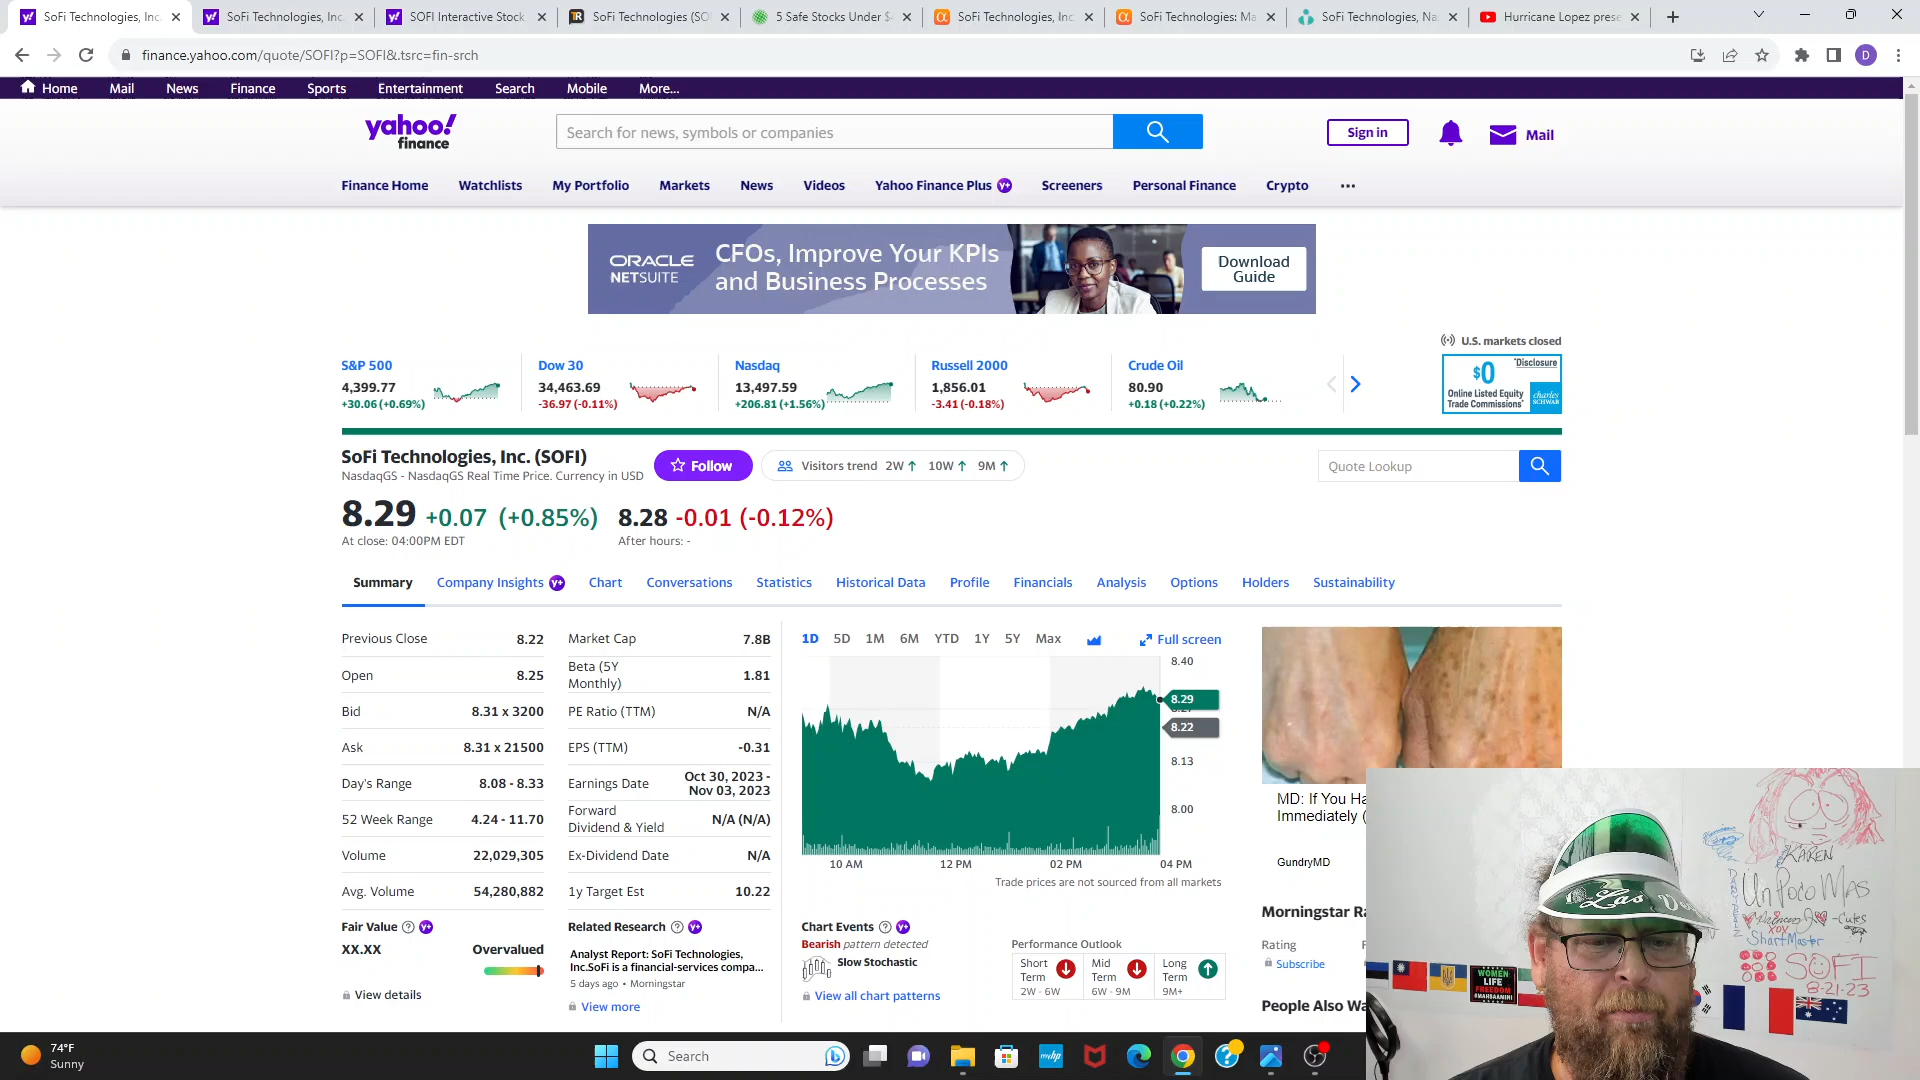 SoFi Technologies, Inc.
SoFi Technologies, Inc.
SOFI Interactive Stock
SoFi Technologies (SO
5 Safe Stocks Under $
SoFi Technologies, Inc
SoFi Technologies: Ma
SoFi Technologies, Na
Hurricane Lopez prese
finance.yahoo.com/quote/SOFI?p=SOFI&.tsrc=fin-srch
D
Home Mail News Finance Sports Entertainment Search Mobile More...
yahoo!
finance
Search for news, symbols or companies
Sign in
Mail
Finance Home Watchlists My Portfolio Markets News Videos Yahoo Finance Plus Y+ Screeners Personal Finance Crypto ...
ORACLE
NETSUITE
CFOs, Improve Your KPIs
and Business Processes
Download
Guide
U.S. markets closed
S&P 500
4,399.77
+30.06 (+0.69%)
Dow 30
34,463.69
-36.97 (-0.11%)
Nasdaq
13,497.59
+206.81 (+1.56%)
Russell 2000
1,856.01
-3.41 (-0.18%)
Crude Oil
80.90
+0.18 (+0.22%)
*Disclosure
$0
Online Listed Equity
Trade Commissions*
charles
SCHWAB
SoFi Technologies, Inc. (SOFI)
NasdaqGS - NasdaqGS Real Time Price. Currency in USD
Follow
Visitors trend 2W↑ 10W↑ 9M↑
Quote Lookup
8.29 +0.07 (+0.85%)
At close: 04:00PM EDT
8.28 -0.01 (-0.12%)
After hours: -
Summary Company Insights Y+ Chart Conversations Statistics Historical Data Profile Financials Analysis Options Holders Sustainability
Previous Close 8.22
Open 8.25
Bid 8.31 x 3200
Ask 8.31 x 21500
Day's Range 8.08 - 8.33
52 Week Range 4.24 - 11.70
Volume 22,029,305
Avg. Volume 54,280,882
Market Cap 7.8B
Beta (5Y
Monthly) 1.81
PE Ratio (TTM) N/A
EPS (TTM) -0.31
Earnings Date Oct 30, 2023 -
Nov 03, 2023
Forward
Dividend & Yield N/A (N/A)
Ex-Dividend Date N/A
1y Target Est 10.22
1D 5D 1M 6M YTD 1Y 5Y Max
Full screen
8.40
8.29
8.22
8.13
8.00
10 AM 12 PM 02 PM 04 PM
Trade prices are not sourced from all markets
Fair Value
XX.XX Overvalued
View details
Related Research
Analyst Report: SoFi Technologies,
Inc.SoFi is a financial-services compa...
5 days ago • Morningstar
View more
Chart Events
Bearish pattern detected
Slow Stochastic
View all chart patterns
Performance Outlook
Short
Term
2W - 6W
Mid
Term
6W - 9M
Long
Term
9M+
MD: If You Ha
Immediately (
GundryMD
Morningstar Ra
Rating
Subscribe
People Also Wa
KAREN
Un Poco Mas
ShartMaster
SOFI
8-21-23
WOMEN
LIFE
FREEDOM
#MAHSAAMINI
Las Ve
74°F
Sunny
Search